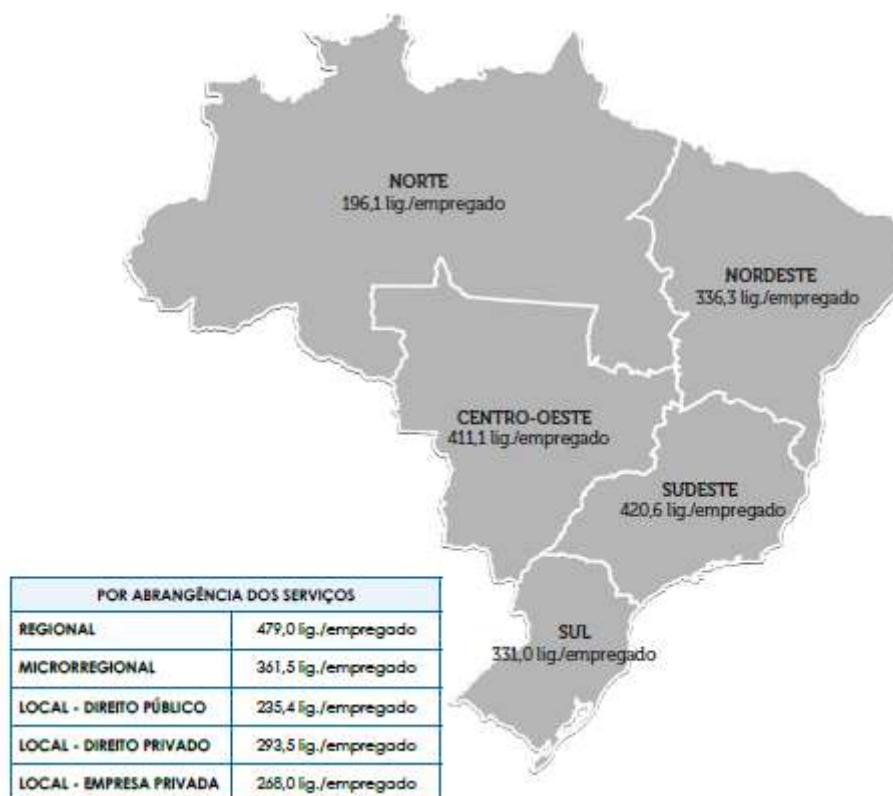 NORTE
196,1 lig./empregado
NORDESTE
336,3 lig./empregado
CENTRO-OESTE
411,1 lig./empregado
SUDESTE
420,6 lig./empregado
SUL
331,0 lig./empregado
POR ABRANGÊNCIA DOS SERVIÇOS
REGIONAL 479,0 lig./empregado
MICRORREGIONAL 361,5 lig./empregado
LOCAL - DIREITO PÚBLICO 235,4 lig./empregado
LOCAL - DIREITO PRIVADO 293,5 lig./empregado
LOCAL - EMPRESA PRIVADA 268,0 lig./empregado